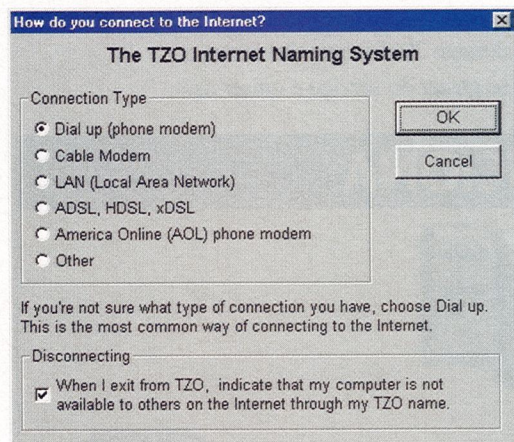 How do you connect to the Internet?
The TZO Internet Naming System
Connection Type
Dial up (phone modem)
Cable Modem
LAN (Local Area Network)
ADSL, HDSL, xDSL
America Online (AOL) phone modem
Other
OK
Cancel
If you're not sure what type of connection you have, choose Dial up.
This is the most common way of connecting to the Internet.
Disconnecting
When I exit from TZO, indicate that my computer is not
available to others on the Internet through my TZO name.